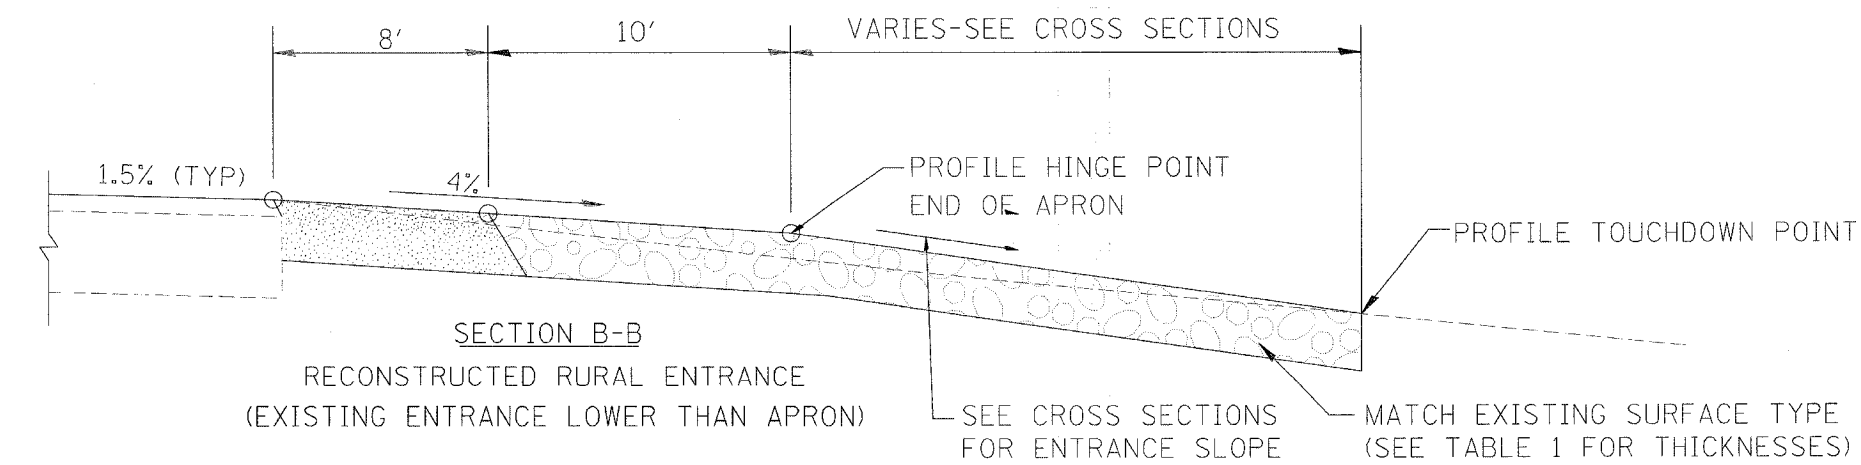 8'
10'
VARIES-SEE CROSS SECTIONS
1.5% (TYP)
4%
PROFILE HINGE POINT
END OF APRON
PROFILE TOUCHDOWN POINT
SECTION B-B
RECONSTRUCTED RURAL ENTRANCE
(EXISTING ENTRANCE LOWER THAN APRON)
SEE CROSS SECTIONS
FOR ENTRANCE SLOPE
MATCH EXISTING SURFACE TYPE
(SEE TABLE 1 FOR THICKNESSES)